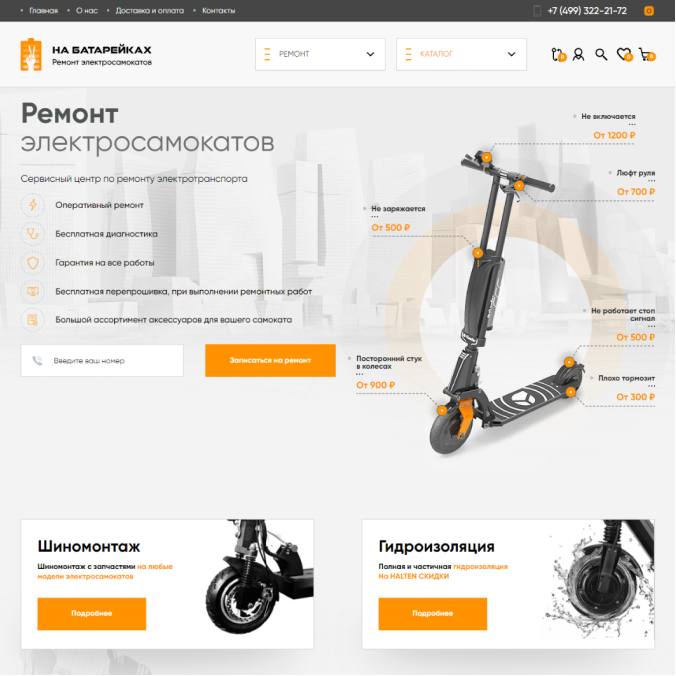 Главная
О нас
Доставка и оплата
Контакты
+7 (499) 322-21-72
НА БАТАРЕЙКАХ
Ремонт электросамокатов
РЕМОНТ
КАТАЛОГ
0
0
0
Ремонт
электросамокатов
Сервисный центр по ремонту электротранспорта
Оперативный ремонт
Бесплатная диагностика
Гарантия на все работы
Бесплатная перепрошивка, при выполнении ремонтных работ
Большой ассортимент аксессуаров для вашего самоката
Введите ваш номер
Записаться на ремонт
Не включается
...
От 1200 ₽
Люфт руля
...
От 700 ₽
Не заряжается
...
От 500 ₽
Не работает стоп
сигнал
...
От 500 ₽
Посторонний стук
в колесах
...
От 900 ₽
Плохо тормозит
...
От 300 ₽
Шиномонтаж
Шиномонтаж с запчастями на любые
модели электросамокатов
Подробнее
Гидроизоляция
Полная и частичная гидроизоляция
На HALTEN СКИДКИ
Подробнее